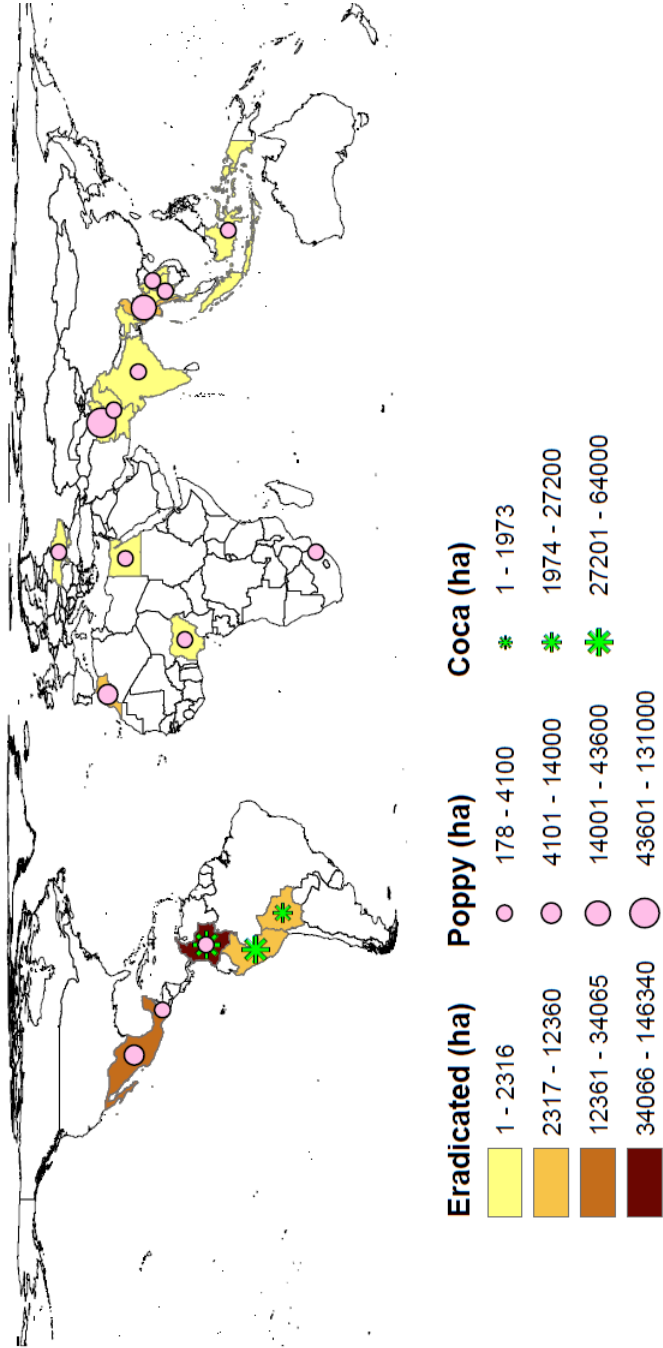 Eradicated (ha)
1 - 2316
2317 - 12360
12361 - 34065
34066 - 146340
Poppy (ha)
178 - 4100
4101 - 14000
14001 - 43600
43601 - 131000
Coca (ha)
1 - 1973
1974 - 27200
27201 - 64000